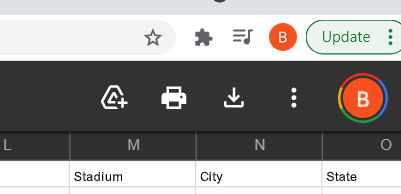 B Update
B
L M N O
Stadium City State